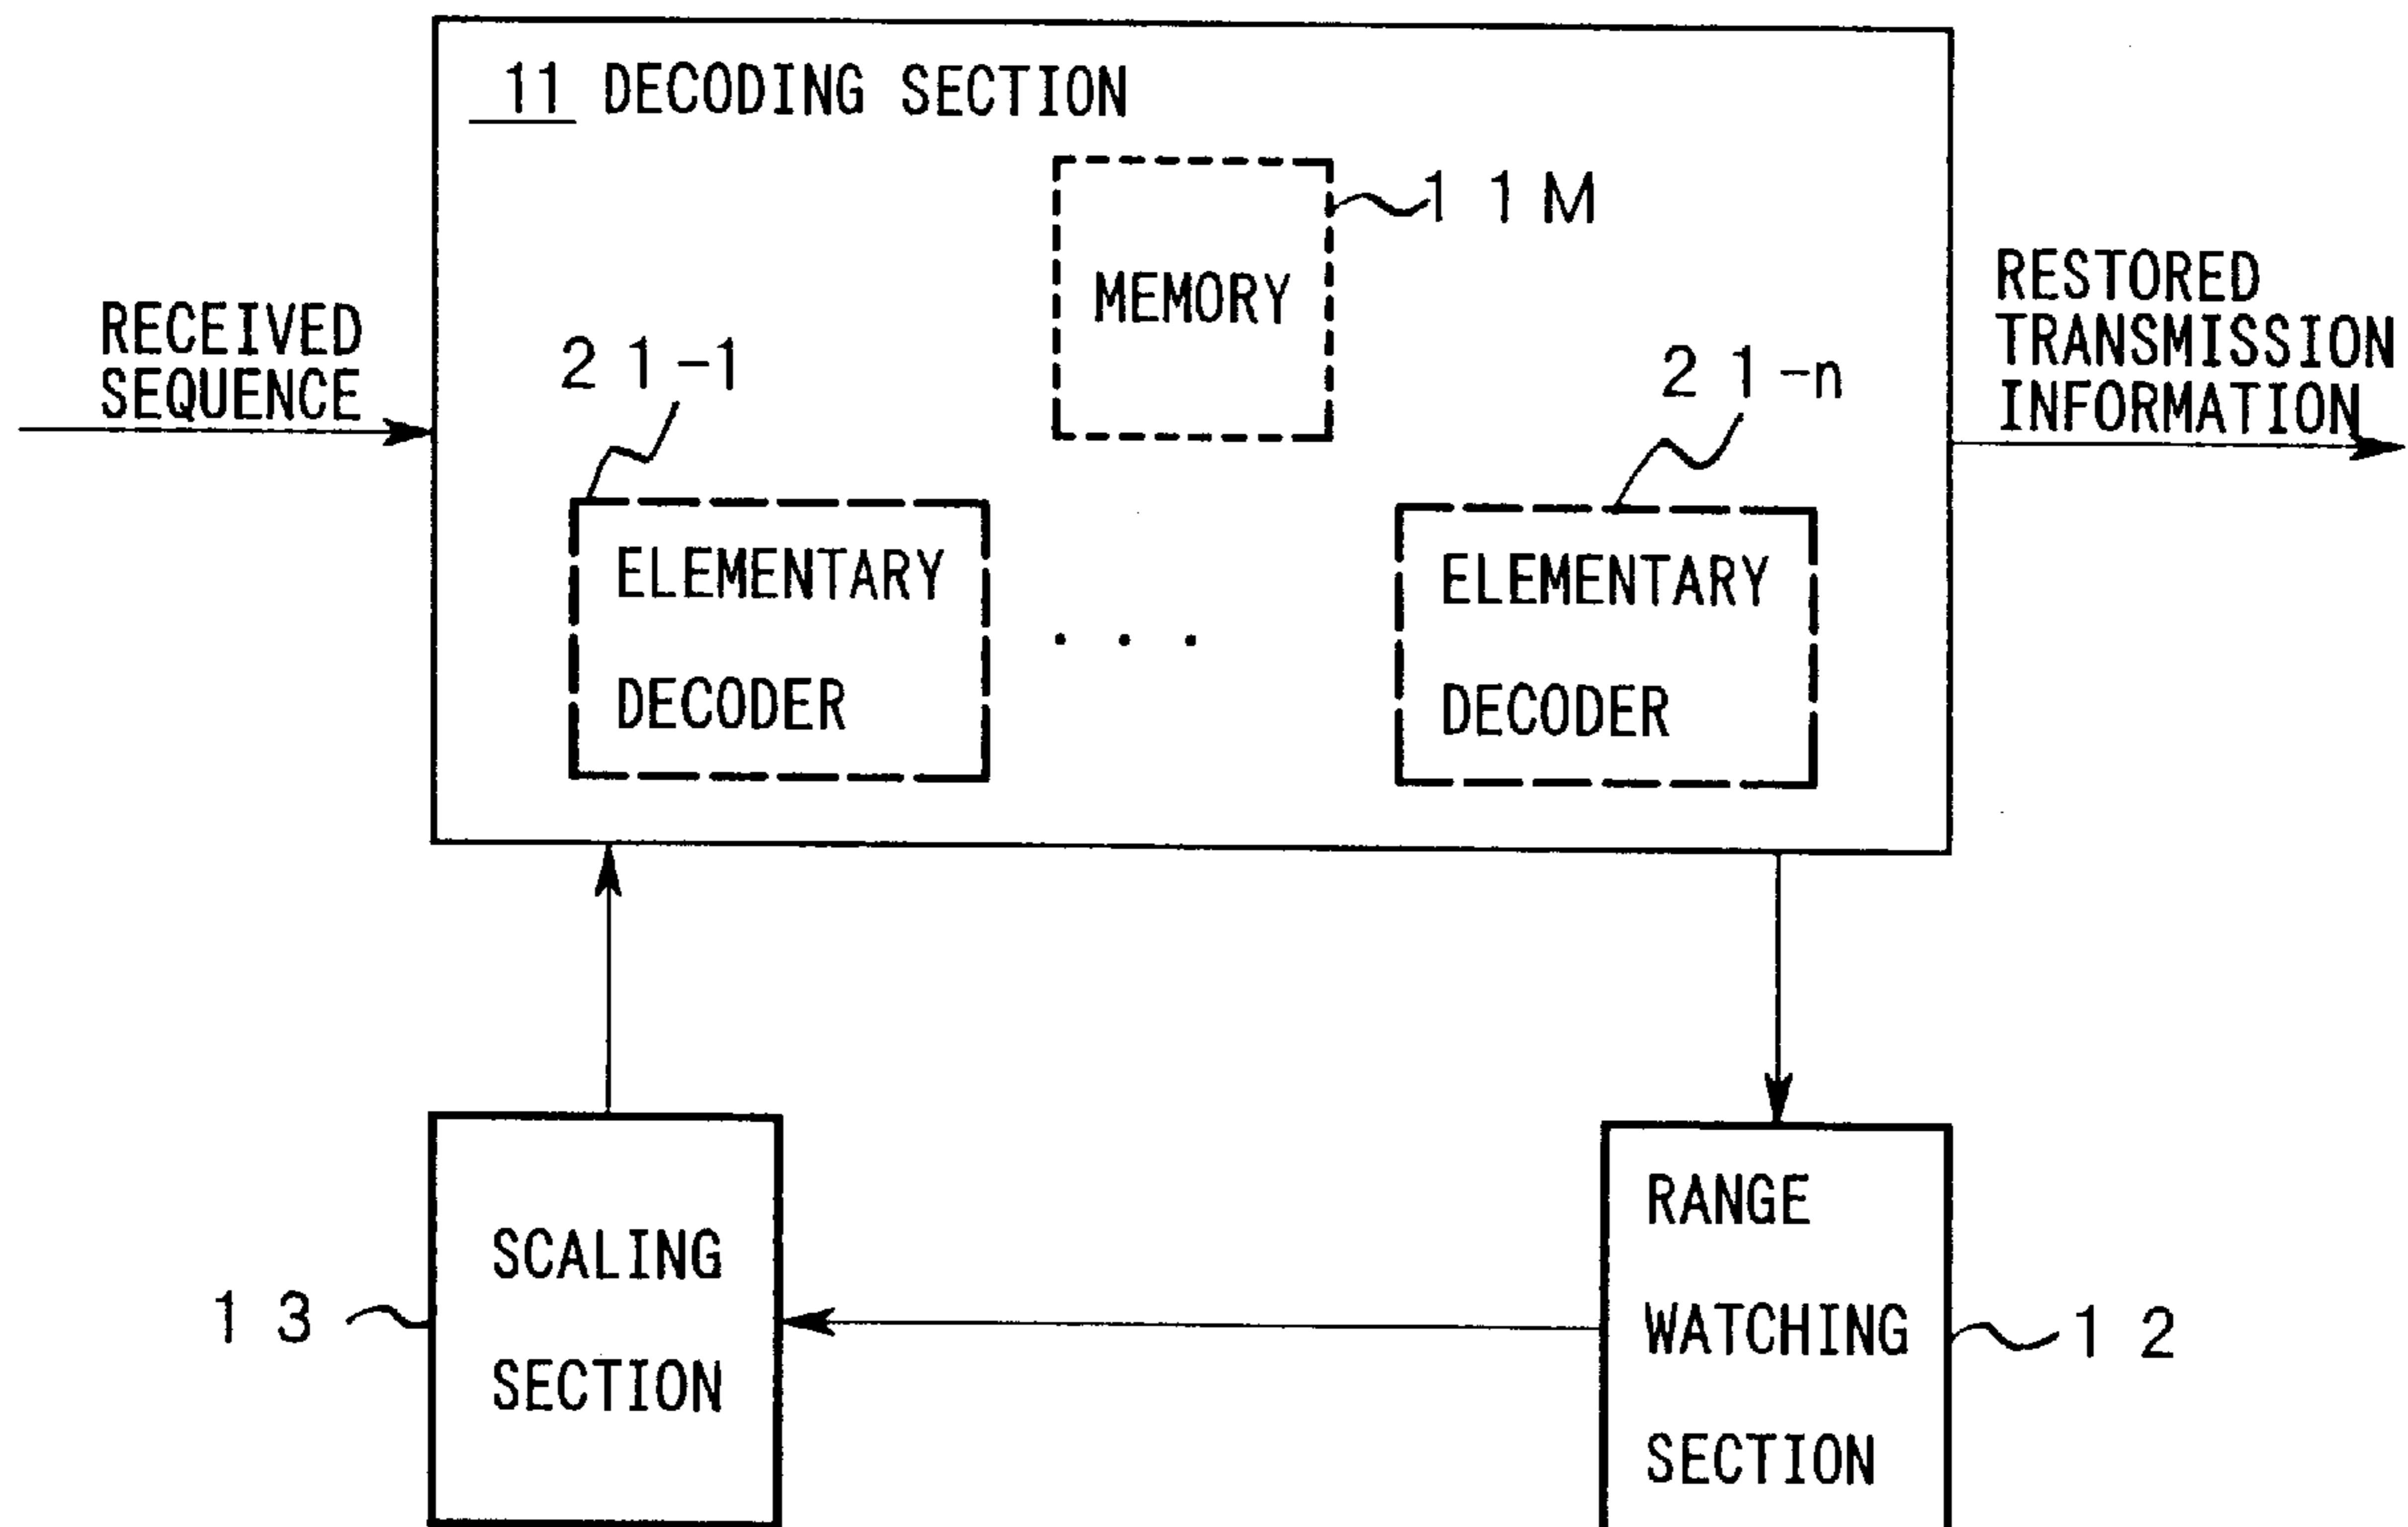 11 DECODING SECTION
11M
MEMORY
RECEIVED
SEQUENCE
RESTORED
TRANSMISSION
INFORMATION
21-1
21-n
ELEMENTARY
DECODER
. . .
ELEMENTARY
DECODER
SCALING
SECTION
13
RANGE
WATCHING
SECTION
12